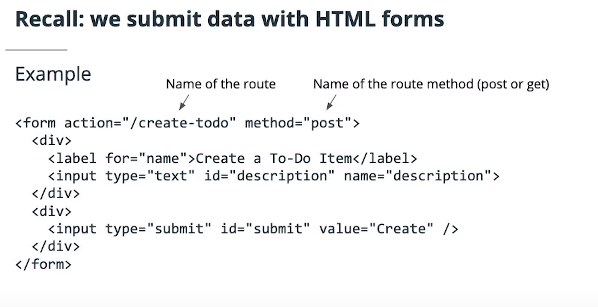 Recall: we submit data with HTML forms
Example
Name of the route
Name of the route method (post or get)
<form action="/create-todo" method="post">
  <div>
    <label for="name">Create a To-Do Item</label>
    <input type="text" id="description" name="description">
  </div>
  <div>
    <input type="submit" id="submit" value="Create" />
  </div>
</form>